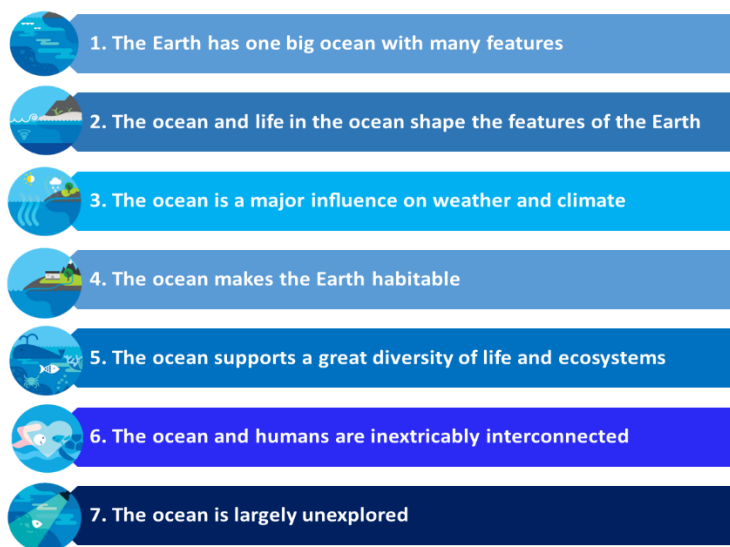 1. The Earth has one big ocean with many features
2. The ocean and life in the ocean shape the features of the Earth
3. The ocean is a major influence on weather and climate
4. The ocean makes the Earth habitable
5. The ocean supports a great diversity of life and ecosystems
6. The ocean and humans are inextricably interconnected
7. The ocean is largely unexplored